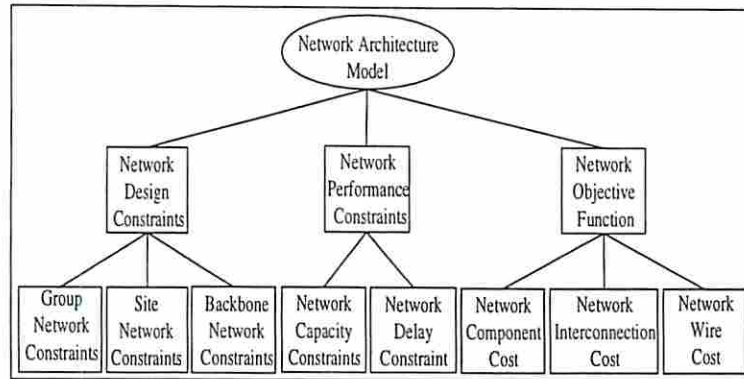 Network Architecture
Model
Network
Design
Constraints
Network
Performance
Constraints
Network
Objective
Function
Group
Network
Constraints
Site
Network
Constraints
Backbone
Network
Constraints
Network
Capacity
Constraints
Network
Delay
Constraint
Network
Component
Cost
Network
Interconnection
Cost
Network
Wire
Cost